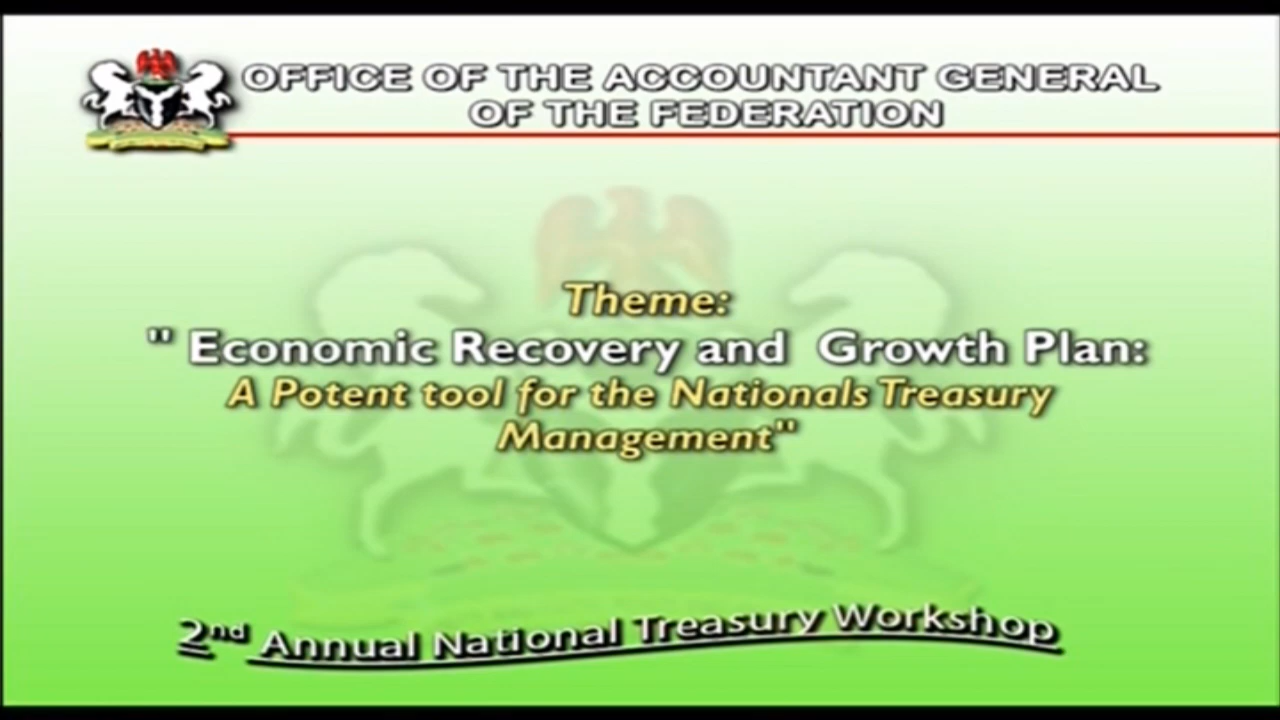 OFFICE OF THE ACCOUNTANT GENERAL
OF THE FEDERATION
Theme:
" Economic Recovery and Growth Plan:
A Potent tool for the Nationals Treasury
Management"
2nd Annual National Treasury Workshop